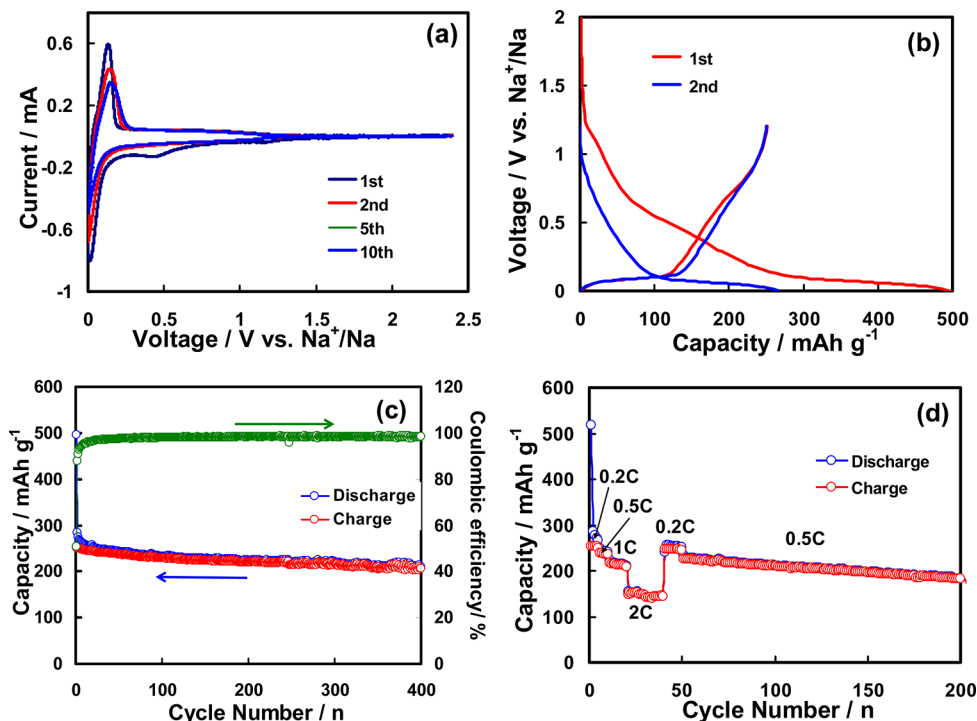 (a)
0.6
0.2
-0.2
-0.6
-1
Current / mA
1st
2nd
5th
10th
0 0.5 1 1.5 2 2.5
Voltage / V vs. Na⁺/Na
(b)
2
1.5
1
0.5
0
Voltage / V vs. Na⁺/Na
1st
2nd
0 100 200 300 400 500
Capacity / mAh g⁻¹
(c)
600
500
400
300
200
100
0
Capacity / mAh g⁻¹
Discharge
Charge
120
100
80
60
40
20
0
Coulombic efficiency/ %
0 100 200 300 400
Cycle Number / n
(d)
600
500
400
300
200
100
0
Capacity / mAh g⁻¹
Discharge
Charge
0.2C
0.5C
1C
2C
0.2C
0.5C
0 50 100 150 200
Cycle Number / n